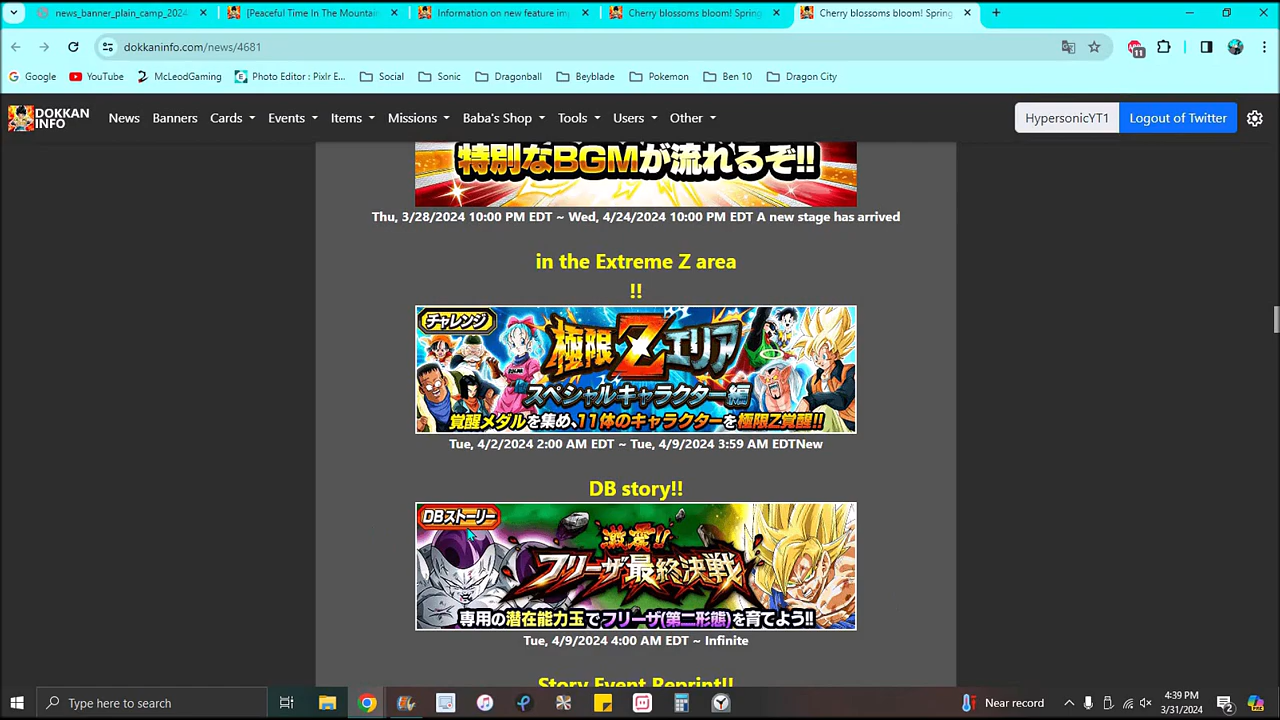 news_banner_plain_camp_2024
[Peaceful Time In The Mountain
Information on new feature imp
Cherry blossoms bloom! Spring
Cherry blossoms bloom! Spring
dokkaninfo.com/news/4681
11
Google
YouTube
McLeodGaming
Photo Editor : Pixlr E...
Social
Sonic
Dragonball
Beyblade
Pokemon
Ben 10
Dragon City
DOKKAN INFO
News
Banners
Cards
Events
Items
Missions
Baba's Shop
Tools
Users
Other
HypersonicYT1
Logout of Twitter
特別なBGMが流れるぞ!!
Thu, 3/28/2024 10:00 PM EDT ~ Wed, 4/24/2024 10:00 PM EDT A new stage has arrived
in the Extreme Z area
!!
チャレンジ
極限Zエリア
スペシャルキャラクター編
覚醒メダルを集め、11体のキャラクターを極限Z覚醒!!
Tue, 4/2/2024 2:00 AM EDT ~ Tue, 4/9/2024 3:59 AM EDTNew
DB story!!
DBストーリー
激震!!
フリーザ最終決戦
専用の潜在能力玉でフリーザ(第二形態)を育てよう!!
Tue, 4/9/2024 4:00 AM EDT ~ Infinite
Story Event Reprint!!
Type here to search
Near record
4:39 PM
3/31/2024
2